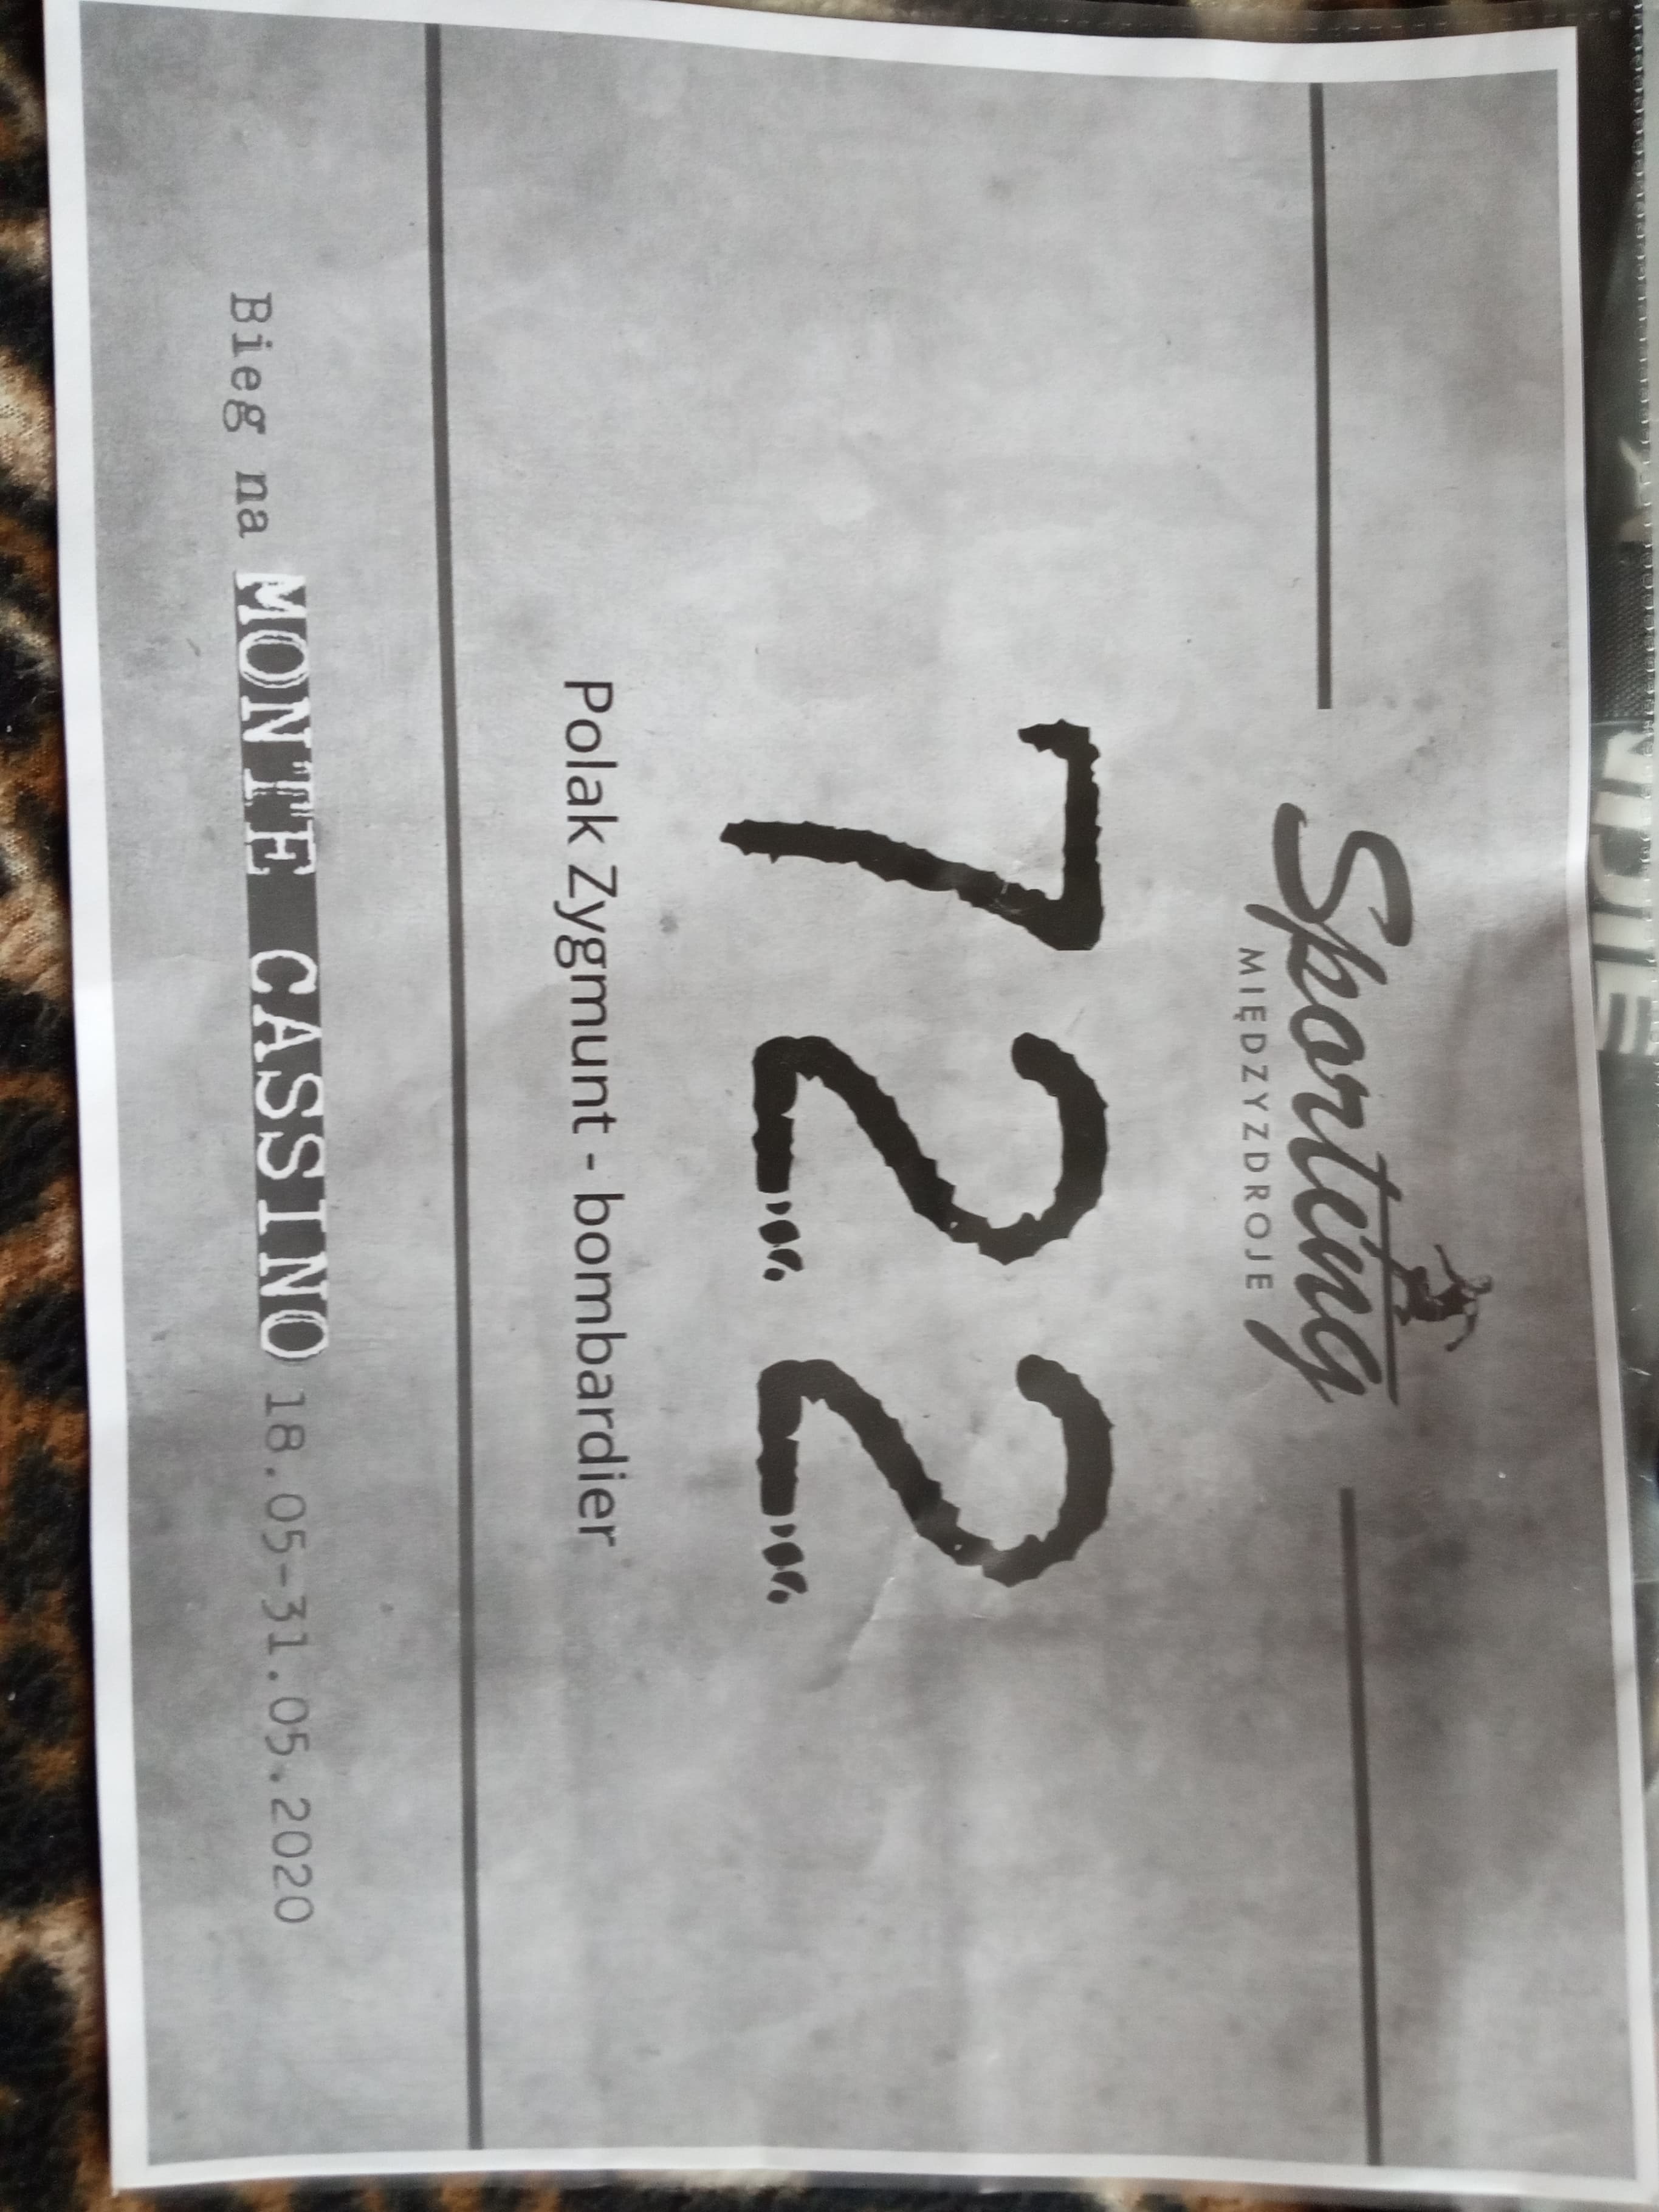 Sporting
MIĘDZYZDROJE
722
Polak Zygmunt - bombardier
Bieg na MONTE CASSINO 18.05-31.05.2020